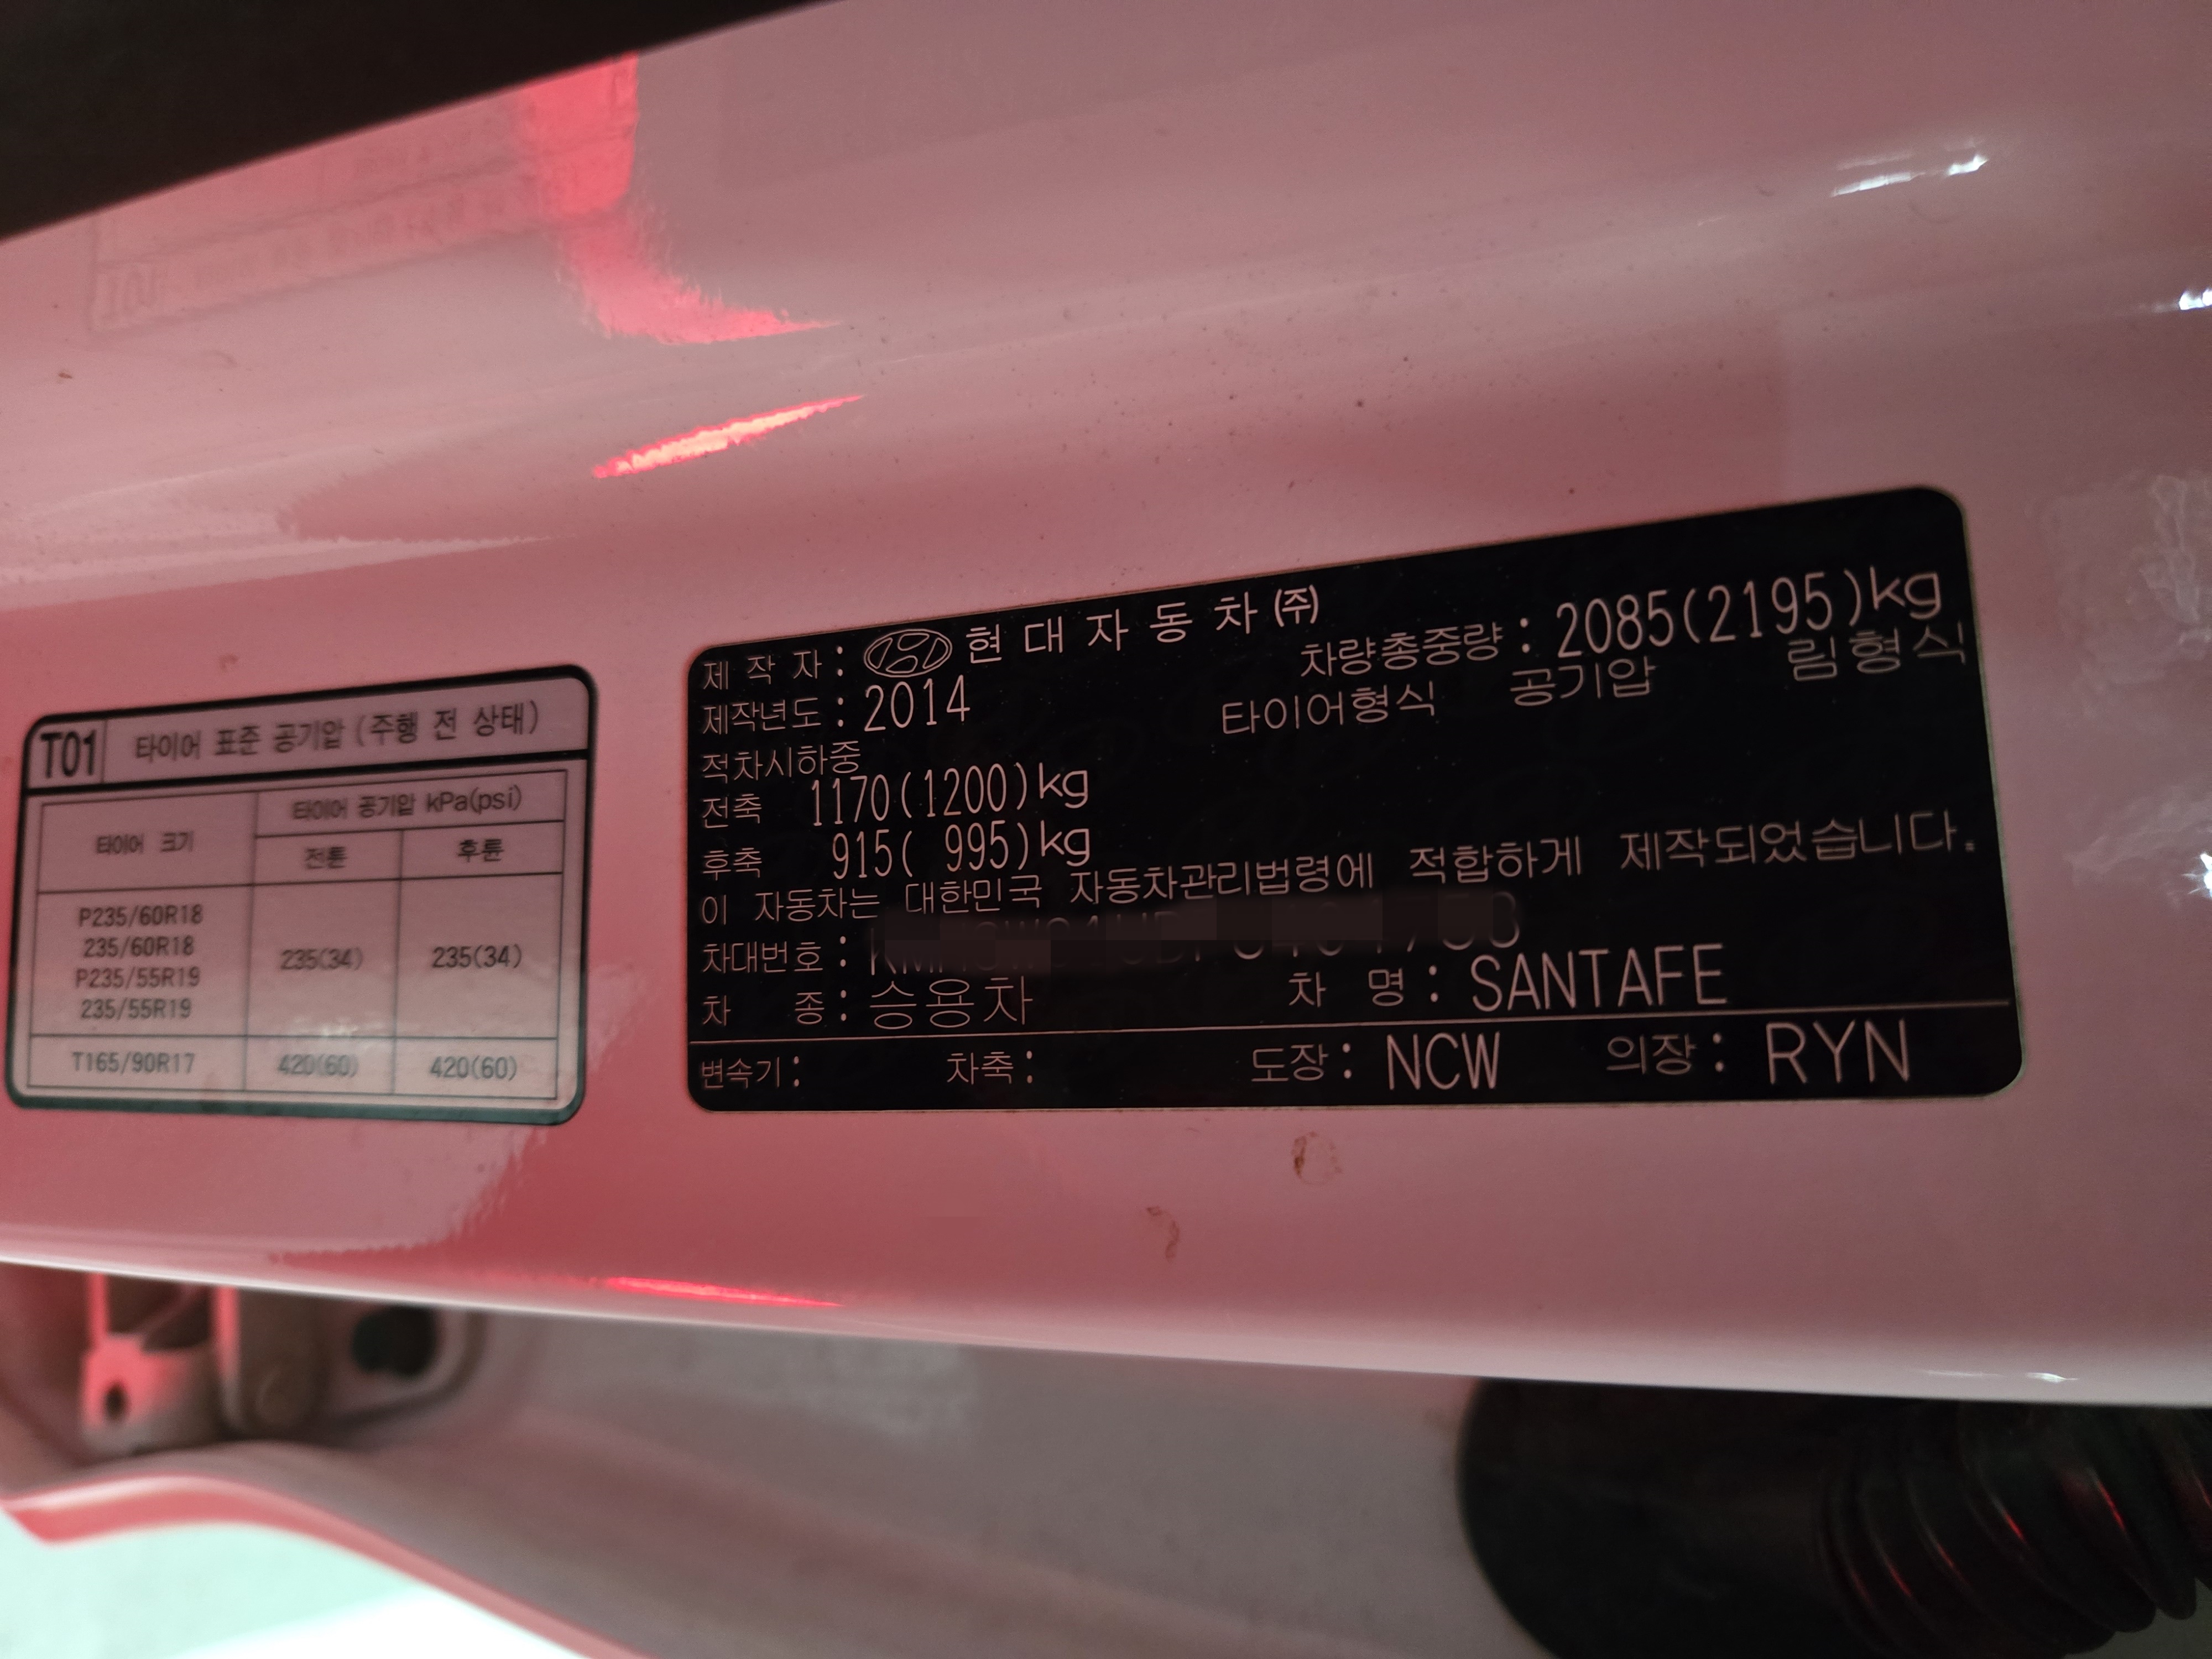 T01 타이어 표준 공기압 (주행 전 상태)
타이어 크기
타이어 공기압 kPa(psi)
전륜 후륜
P235/60R18
235/60R18
P235/55R19
235/55R19
235(34) 235(34)
T165/90R17 420(60) 420(60)
제 작 자 : 현 대 자 동 차 ㈜
제작년도 : 2014 차량총중량 : 2085(2195)kg
타이어형식 공기압 림형식
적차시하중
전축 1170(1200)kg
후축 915( 995)kg
이 자동차는 대한민국 자동차관리법령에 적합하게 제작되었습니다.
차대번호 :
차 종 : 승용차 차 명 : SANTAFE
변속기 : 차축 : 도장 : NCW 의장 : RYN